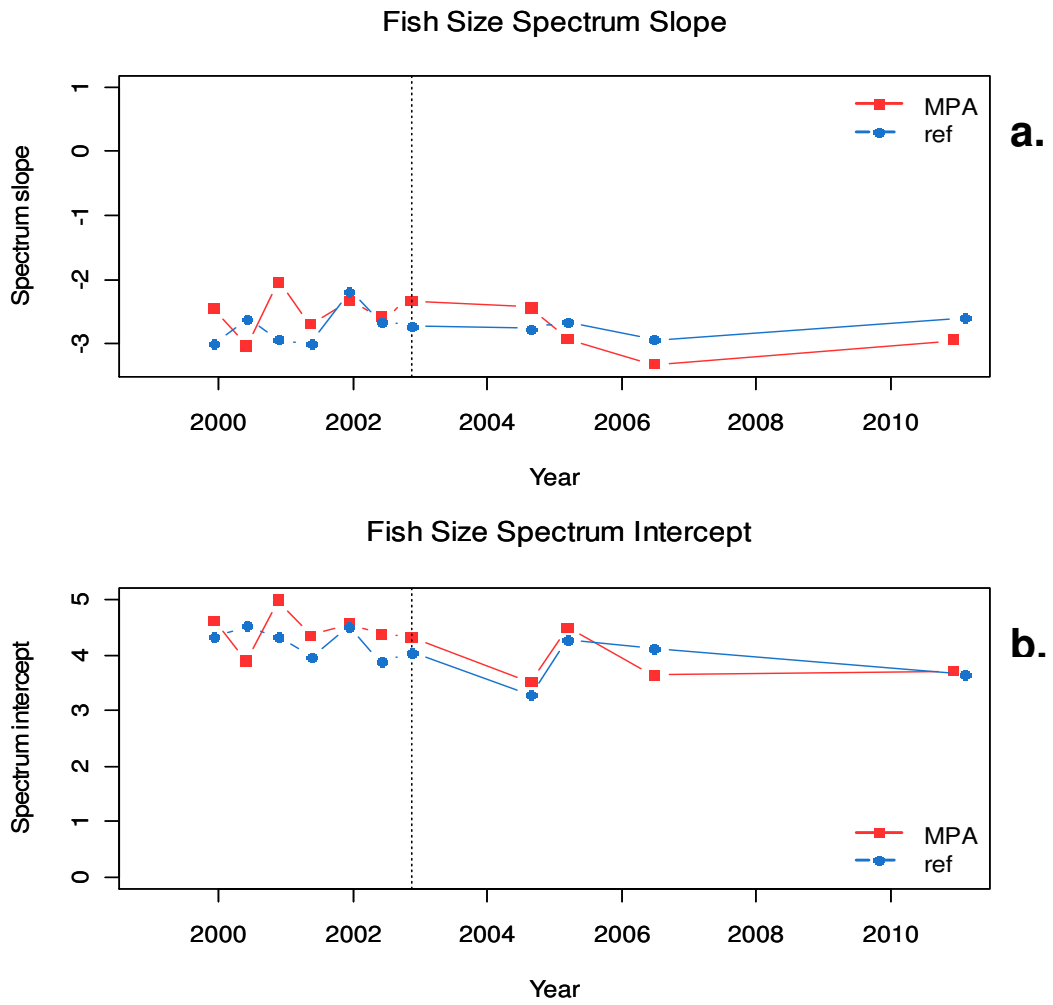 Fish Size Spectrum Slope
1
0
-1
-2
-3
Spectrum slope
MPA
ref
a.
2000 2002 2004 2006 2008 2010
Year
Fish Size Spectrum Intercept
5
4
3
2
1
0
Spectrum intercept
b.
MPA
ref
2000 2002 2004 2006 2008 2010
Year